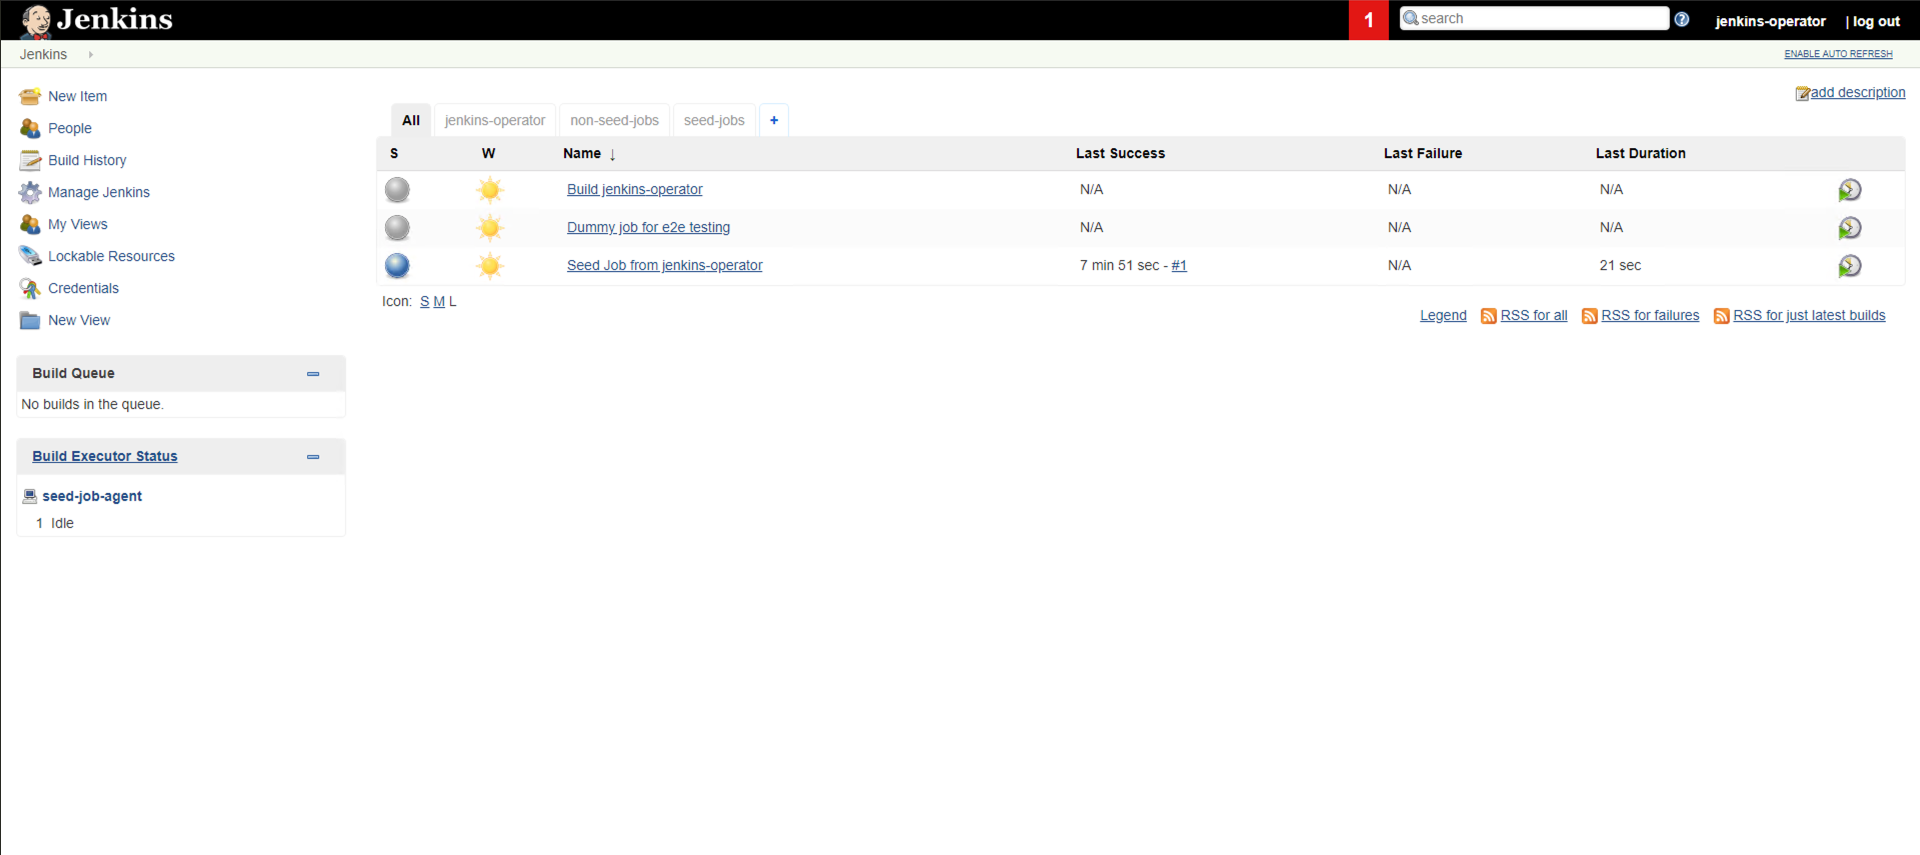 Jenkins
1
search
jenkins-operator
| log out
Jenkins
ENABLE AUTO REFRESH
New Item
People
Build History
Manage Jenkins
My Views
Lockable Resources
Credentials
New View
Build Queue
No builds in the queue.
Build Executor Status
seed-job-agent
1 Idle
add description
All jenkins-operator non-seed-jobs seed-jobs +
S W Name ↓ Last Success Last Failure Last Duration
Build jenkins-operator N/A N/A N/A
Dummy job for e2e testing N/A N/A N/A
Seed Job from jenkins-operator 7 min 51 sec - #1 N/A 21 sec
Icon: S M L
Legend RSS for all RSS for failures RSS for just latest builds